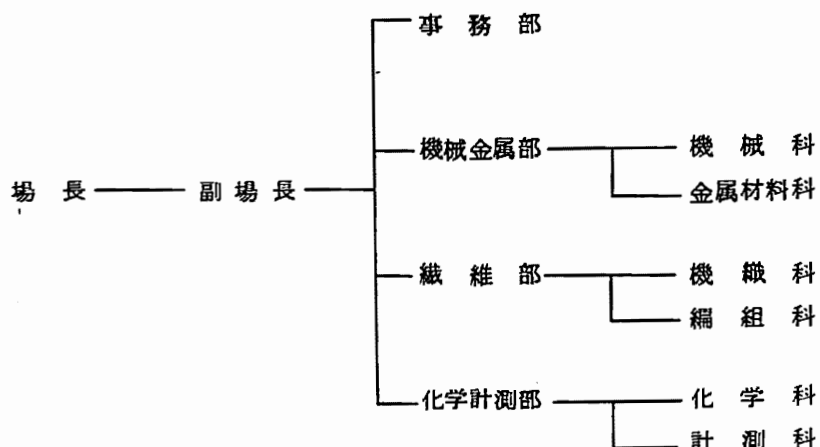 事務部
機械金属部 機械科
場長 副場長 金属材料科
繊維部 機織科
編組科
化学計測部 化学科
計測科